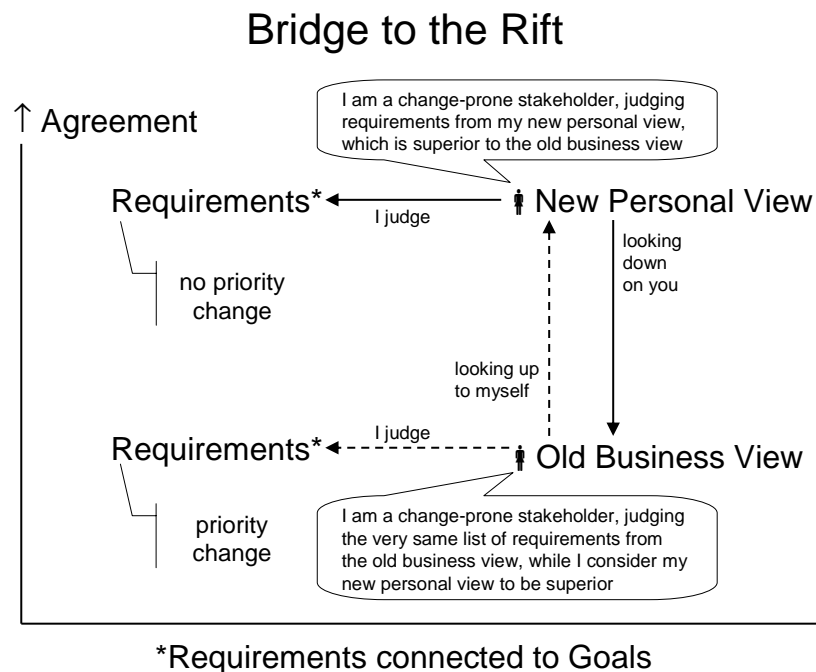 Bridge to the Rift
↑ Agreement
I am a change-prone stakeholder, judging
requirements from my new personal view,
which is superior to the old business view
Requirements*
I judge
New Personal View
no priority
change
looking
down
on you
looking up
to myself
Requirements*
I judge
Old Business View
priority
change
I am a change-prone stakeholder, judging
the very same list of requirements from
the old business view, while I consider my
new personal view to be superior
*Requirements connected to Goals